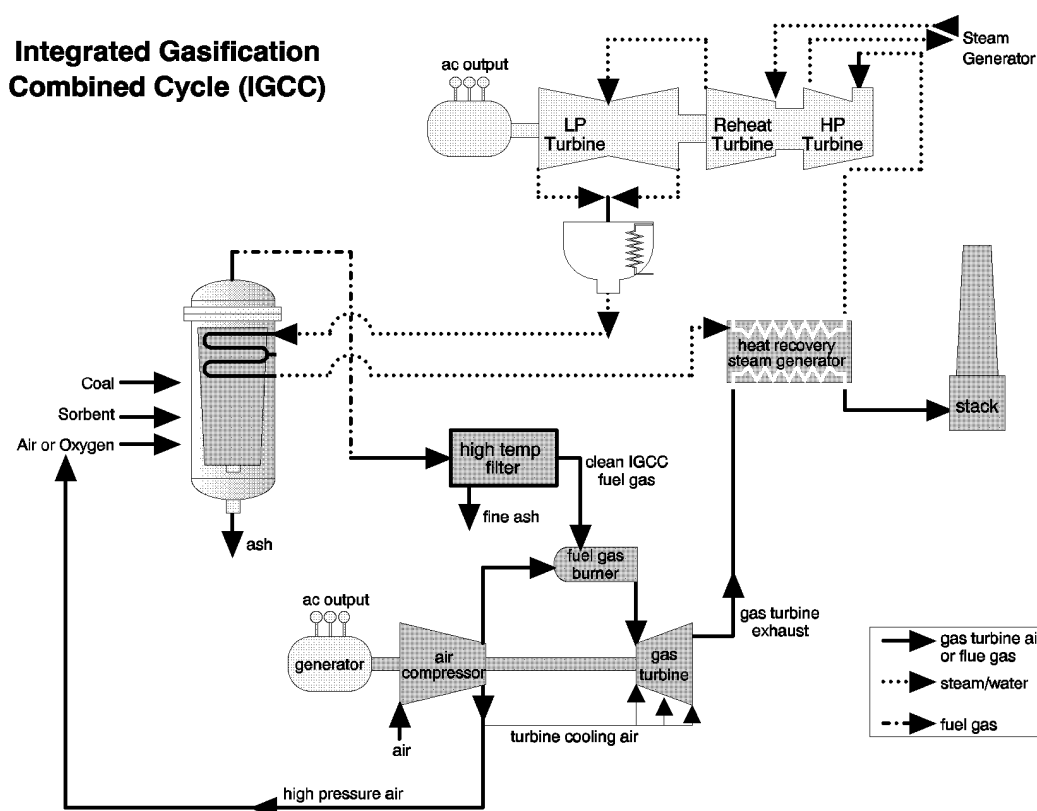 Integrated Gasification
Combined Cycle (IGCC)
ac output
Steam
Generator
LP
Turbine
Reheat
Turbine
HP
Turbine
heat recovery
steam generator
stack
Coal
Sorbent
Air or Oxygen
high temp
filter
clean IGCC
fuel gas
fine ash
ash
fuel gas
burner
ac output
generator
air
compressor
gas
turbine
gas turbine
exhaust
air
turbine cooling air
high pressure air
gas turbine air
or flue gas
steam/water
fuel gas